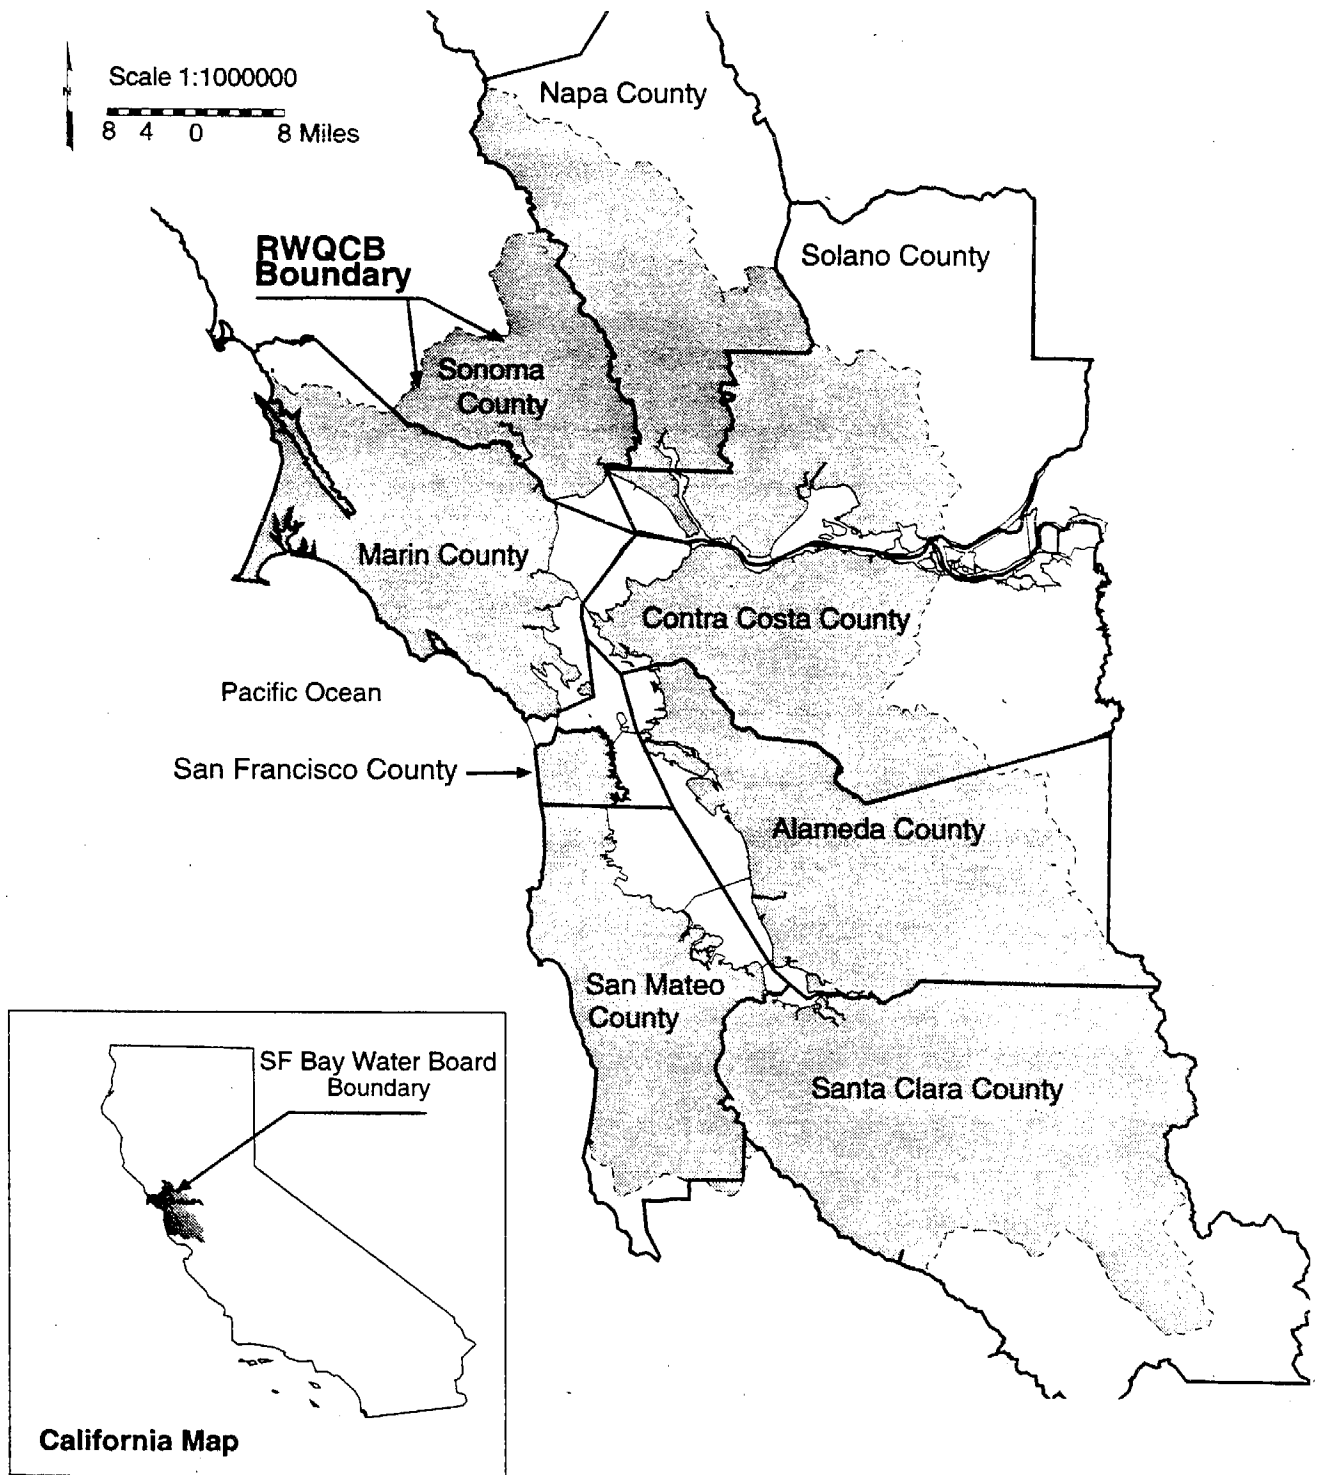 N
Scale 1:1000000
8 4 0 8 Miles
Napa County
RWQCB
Boundary
Solano County
Sonoma
County
Marin County
Contra Costa County
Pacific Ocean
San Francisco County
Alameda County
San Mateo
County
Santa Clara County
SF Bay Water Board
Boundary
California Map